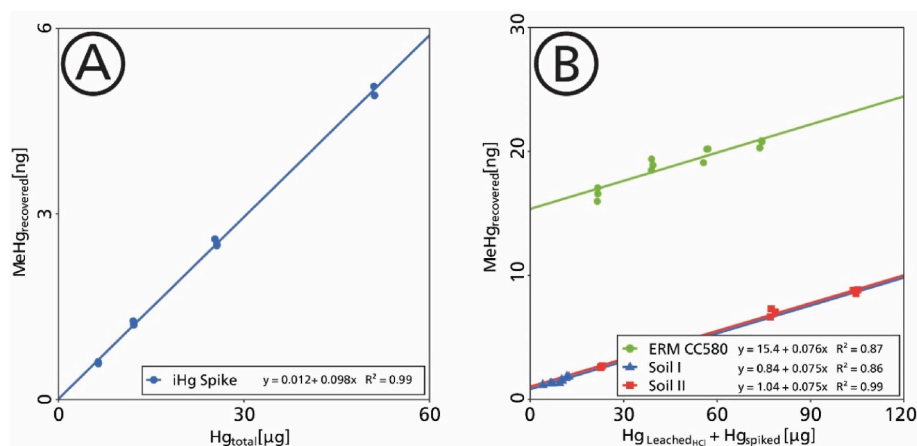 A
6
3
0
MeHgrecovered[ng]
0
30
60
Hgtotal[µg]
iHg Spike y = 0.012 + 0.098x R² = 0.99
B
30
20
10
0
MeHgrecovered[ng]
0
30
60
90
120
Hg LeachedHCl + Hgspiked [µg]
ERM CC580 y = 15.4 + 0.076x R² = 0.87
Soil I y = 0.84 + 0.075x R² = 0.86
Soil II y = 1.04 + 0.075x R² = 0.99